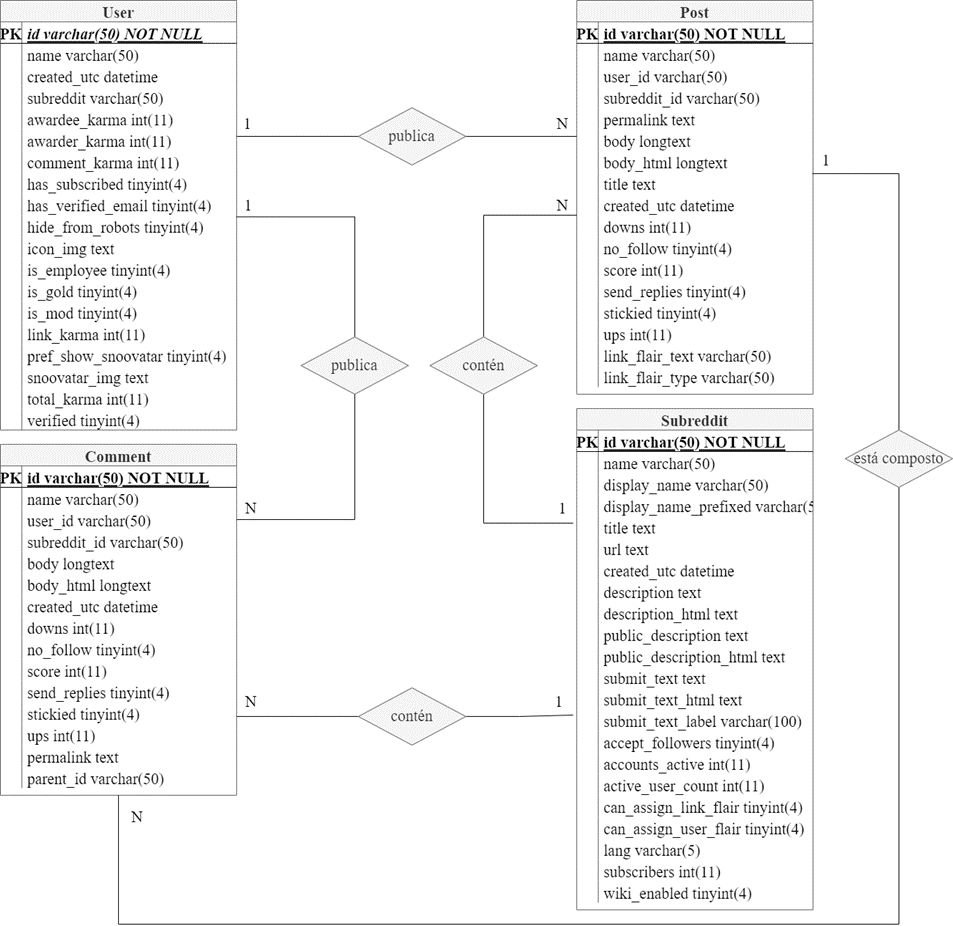 User
PK id varchar(50) NOT NULL
name varchar(50)
created_utc datetime
subreddit varchar(50)
awardee_karma int(11)
awarder_karma int(11)
comment_karma int(11)
has_subscribed tinyint(4)
has_verified_email tinyint(4)
hide_from_robots tinyint(4)
icon_img text
is_employee tinyint(4)
is_gold tinyint(4)
is_mod tinyint(4)
link_karma int(11)
pref_show_snoovatar tinyint(4)
snoovatar_img text
total_karma int(11)
verified tinyint(4)
Comment
PK id varchar(50) NOT NULL
name varchar(50)
user_id varchar(50)
subreddit_id varchar(50)
body longtext
body_html longtext
created_utc datetime
downs int(11)
no_follow tinyint(4)
score int(11)
send_replies tinyint(4)
stickied tinyint(4)
ups int(11)
permalink text
parent_id varchar(50)
1
publica
N
1
publica
N
N
contén
1
N
contén
1
N
Post
PK id varchar(50) NOT NULL
name varchar(50)
user_id varchar(50)
subreddit_id varchar(50)
permalink text
body longtext
body_html longtext
title text
created_utc datetime
downs int(11)
no_follow tinyint(4)
score int(11)
send_replies tinyint(4)
stickied tinyint(4)
ups int(11)
link_flair_text varchar(50)
link_flair_type varchar(50)
Subreddit
PK id varchar(50) NOT NULL
name varchar(50)
display_name varchar(50)
display_name_prefixed varchar(5
title text
url text
created_utc datetime
description text
description_html text
public_description text
public_description_html text
submit_text text
submit_text_html text
submit_text_label varchar(100)
accept_followers tinyint(4)
accounts_active int(11)
active_user_count int(11)
can_assign_link_flair tinyint(4)
can_assign_user_flair tinyint(4)
lang varchar(5)
subscribers int(11)
wiki_enabled tinyint(4)
1
está composto